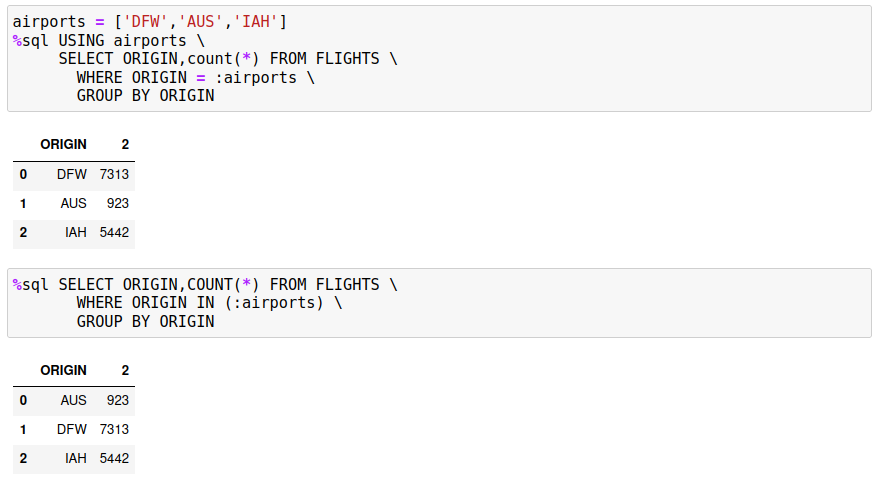 airports = ['DFW','AUS','IAH']
%sql USING airports \
SELECT ORIGIN,count(*) FROM FLIGHTS \
WHERE ORIGIN = :airports \
GROUP BY ORIGIN
ORIGIN 2
0 DFW 7313
1 AUS 923
2 IAH 5442
%sql SELECT ORIGIN,COUNT(*) FROM FLIGHTS \
WHERE ORIGIN IN (:airports) \
GROUP BY ORIGIN
ORIGIN 2
0 AUS 923
1 DFW 7313
2 IAH 5442